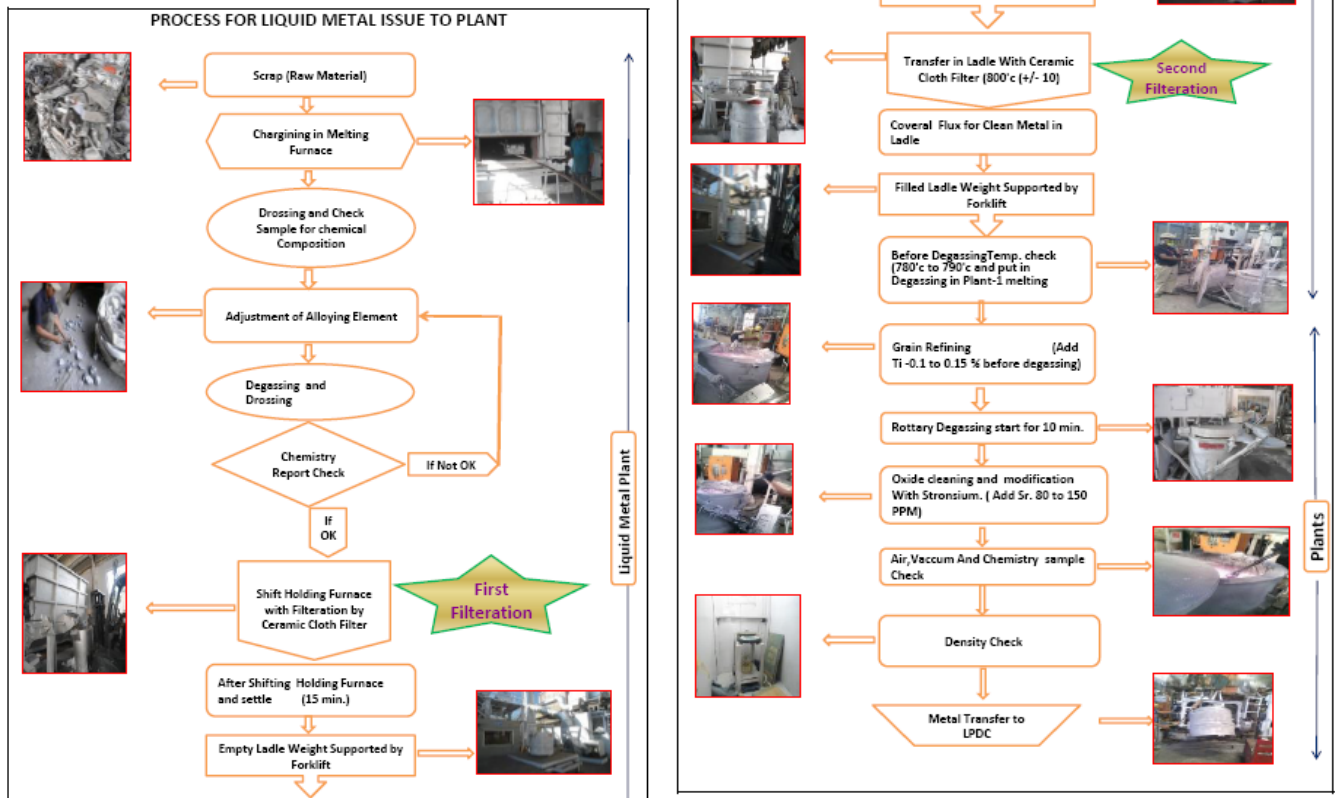 PROCESS FOR LIQUID METAL ISSUE TO PLANT
Scrap (Raw Material)
Chargining in Melting
Furnace
Drossing and Check
Sample for chemical
Composition
Adjustment of Alloying Element
Degassing and
Drossing
Chemistry
Report Check
If Not OK
If
OK
Shift Holding Furnace
with Filteration by
Ceramic Cloth Filter
First
Filteration
After Shifting Holding Furnace
and settle (15 min.)
Empty Ladle Weight Supported by
Forklift
Liquid Metal Plant
Transfer in Ladle With Ceramic
Cloth Filter (800'c (+/- 10)
Second
Filteration
Coveral Flux for Clean Metal in
Ladle
Filled Ladle Weight Supported by
Forklift
Before DegassingTemp. check
(780'c to 790'c and put in
Degassing in Plant-1 melting
Grain Refining (Add
Ti -0.1 to 0.15 % before degassing)
Rottary Degassing start for 10 min.
Oxide cleaning and modification
With Stronsium. ( Add Sr. 80 to 150
PPM)
Air,Vaccum And Chemistry sample
Check
Density Check
Metal Transfer to
LPDC
Plants